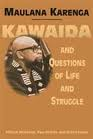 MAULANA KARENGA
KAWAIDA
AND
QUESTIONS
OF LIFE
AND
STRUGGLE